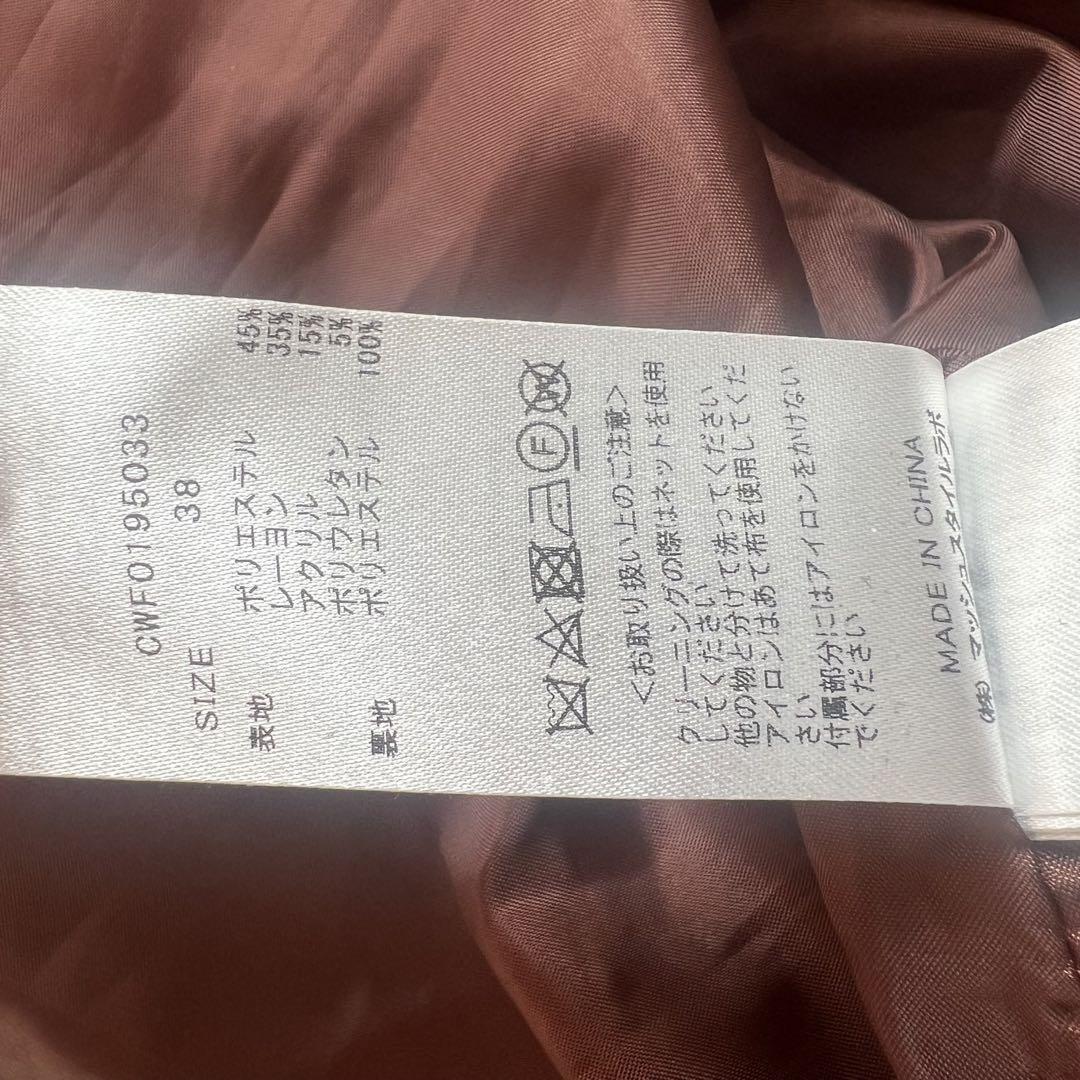 CWF0195033
SIZE 38
表地 ポリエステル 45%
レーヨン 35%
アクリル 15%
ポリウレタン 5%
裏地 ポリエステル 100%
F
W
<お取り扱い上のご注意>
クリーニングの際はネットを使用
してください
他の物と分けて洗ってください
アイロンはあて布を使用してくだ
さい
付属部分にはアイロンをかけない
でください
MADE IN CHINA
(株)マッシュスタイルラボ